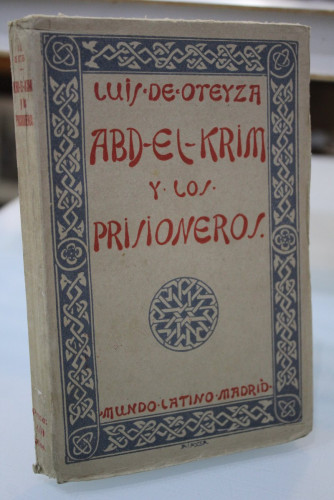 LUIS·DE·OTEYZA
ABD-EL-KRIM
Y·LOS·
PRISIONEROS.
·MUNDO·LATINO·MADRID·